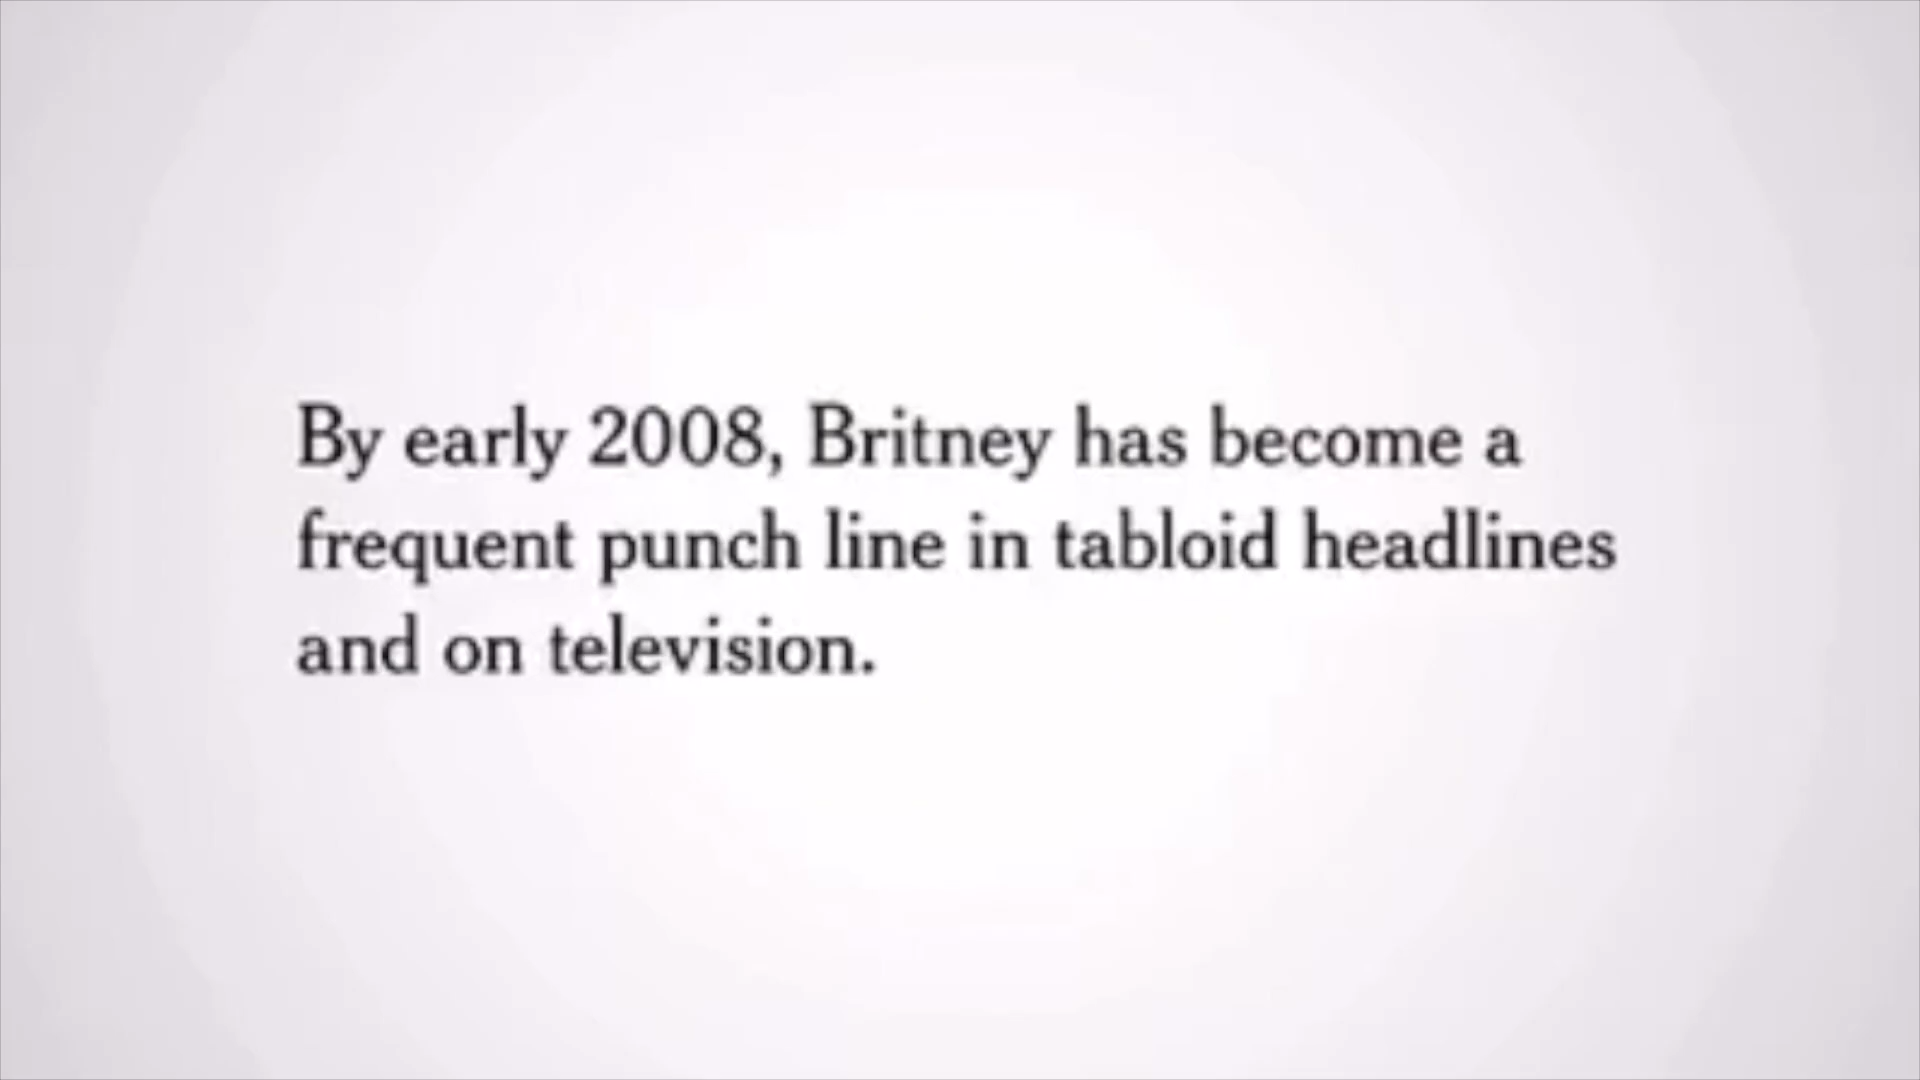 By early 2008, Britney has become a
frequent punch line in tabloid headlines
and on television.